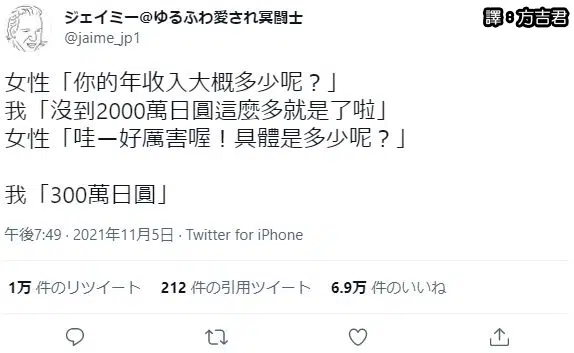 ジェイミー@ゆるふわ愛され冥闘士
譯8方吉君
@jaime_jp1
女性「你的年收入大概多少呢？」
我「沒到2000萬日圓這麼多就是了啦」
女性「哇ー好厲害喔！具體是多少呢？」
我「300萬日圓」
午後7:49 · 2021年11月5日 · Twitter for iPhone
1万 件のリツイート 212 件の引用ツイート 6.9万 件のいいね